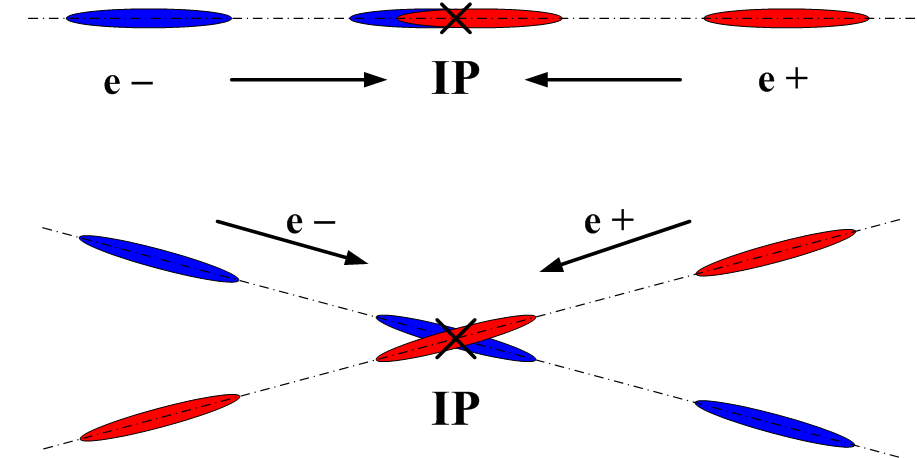 e – IP e +
e – e +
IP